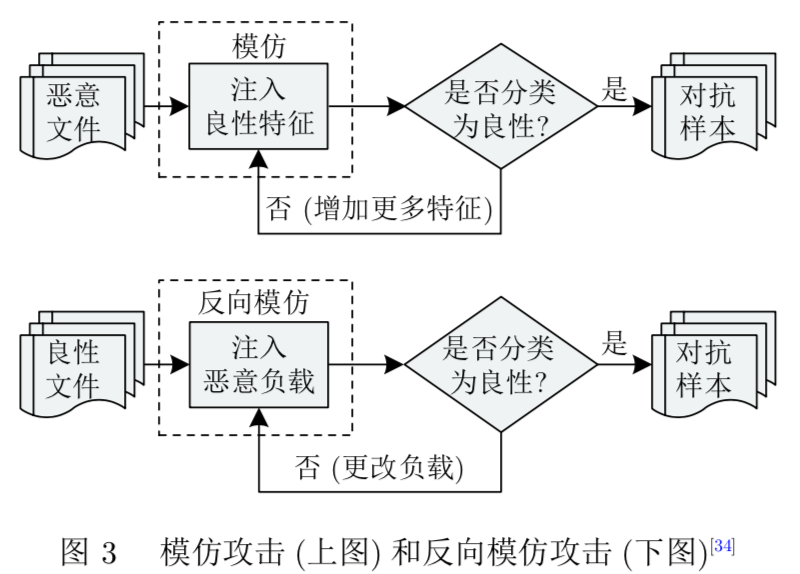 模仿
恶意
文件
注入
良性特征
是否分类
为良性?
是
对抗
样本
否 (增加更多特征)
反向模仿
良性
文件
注入
恶意负载
是否分类
为良性?
是
对抗
样本
否 (更改负载)
图 3 模仿攻击 (上图) 和反向模仿攻击 (下图)[34]